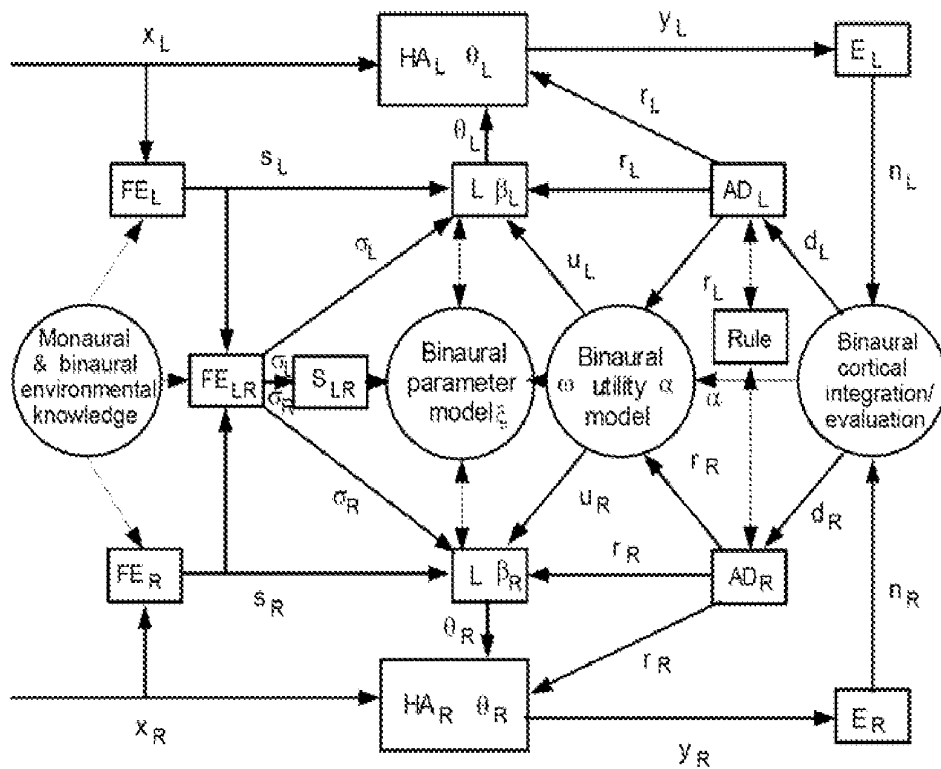 x_L
y_L
HA_L θ_L
E_L
r_L
θ_L
n_L
FE_L
s_L
L β_L
r_L
AD_L
σ_L
u_L
d_L
r_L
Monaural
& binaural
environmental
knowledge
FE_LR
S_LR
Binaural
parameter
model ξ
Binaural
ω utility α
model
Rule
α
Binaural
cortical
integration/
evaluation
σ_R
u_R
r_R
d_R
FE_R
s_R
L β_R
r_R
AD_R
n_R
θ_R
r_R
x_R
HA_R θ_R
y_R
E_R